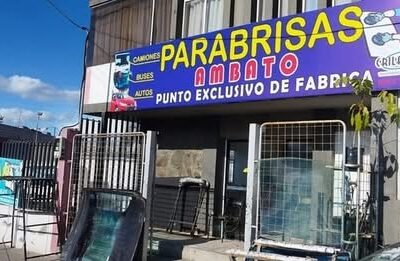 CAMIONES
BUSES
AUTOS
PARABRISAS
AMBATO
PUNTO EXCLUSIVO DE FABRICA